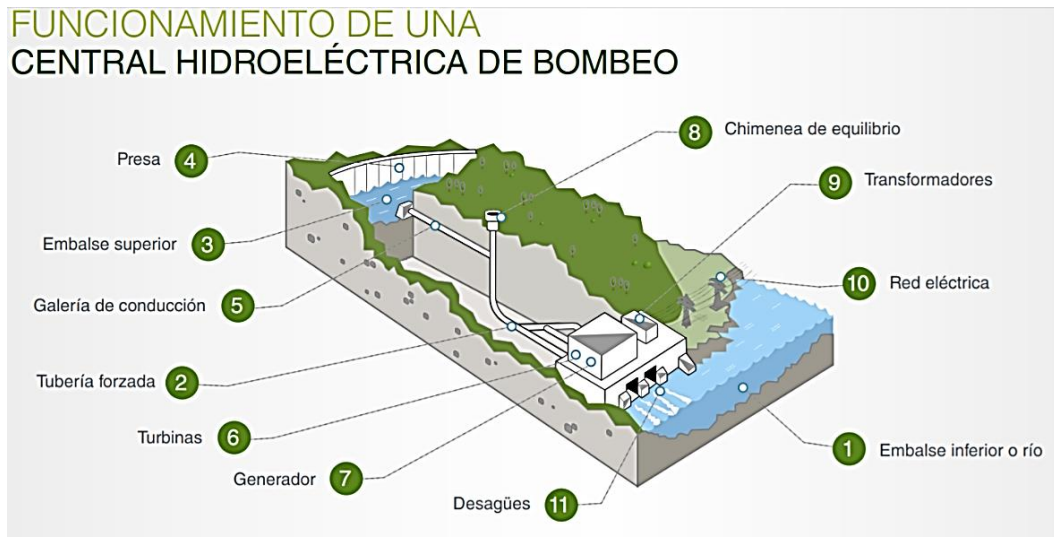 FUNCIONAMIENTO DE UNA
CENTRAL HIDROELÉCTRICA DE BOMBEO
8 Chimenea de equilibrio
Presa 4
9 Transformadores
Embalse superior 3
10 Red eléctrica
Galería de conducción 5
Tubería forzada 2
Turbinas 6
1 Embalse inferior o río
Generador 7
Desagües 11